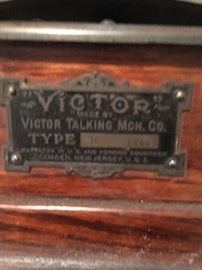 "VICTOR"
MADE BY
VICTOR TALKING MCH. CO.
TYPE
PATENTED IN U.S. AND FOREIGN COUNTRIES
CAMDEN, NEW JERSEY, U.S.A.